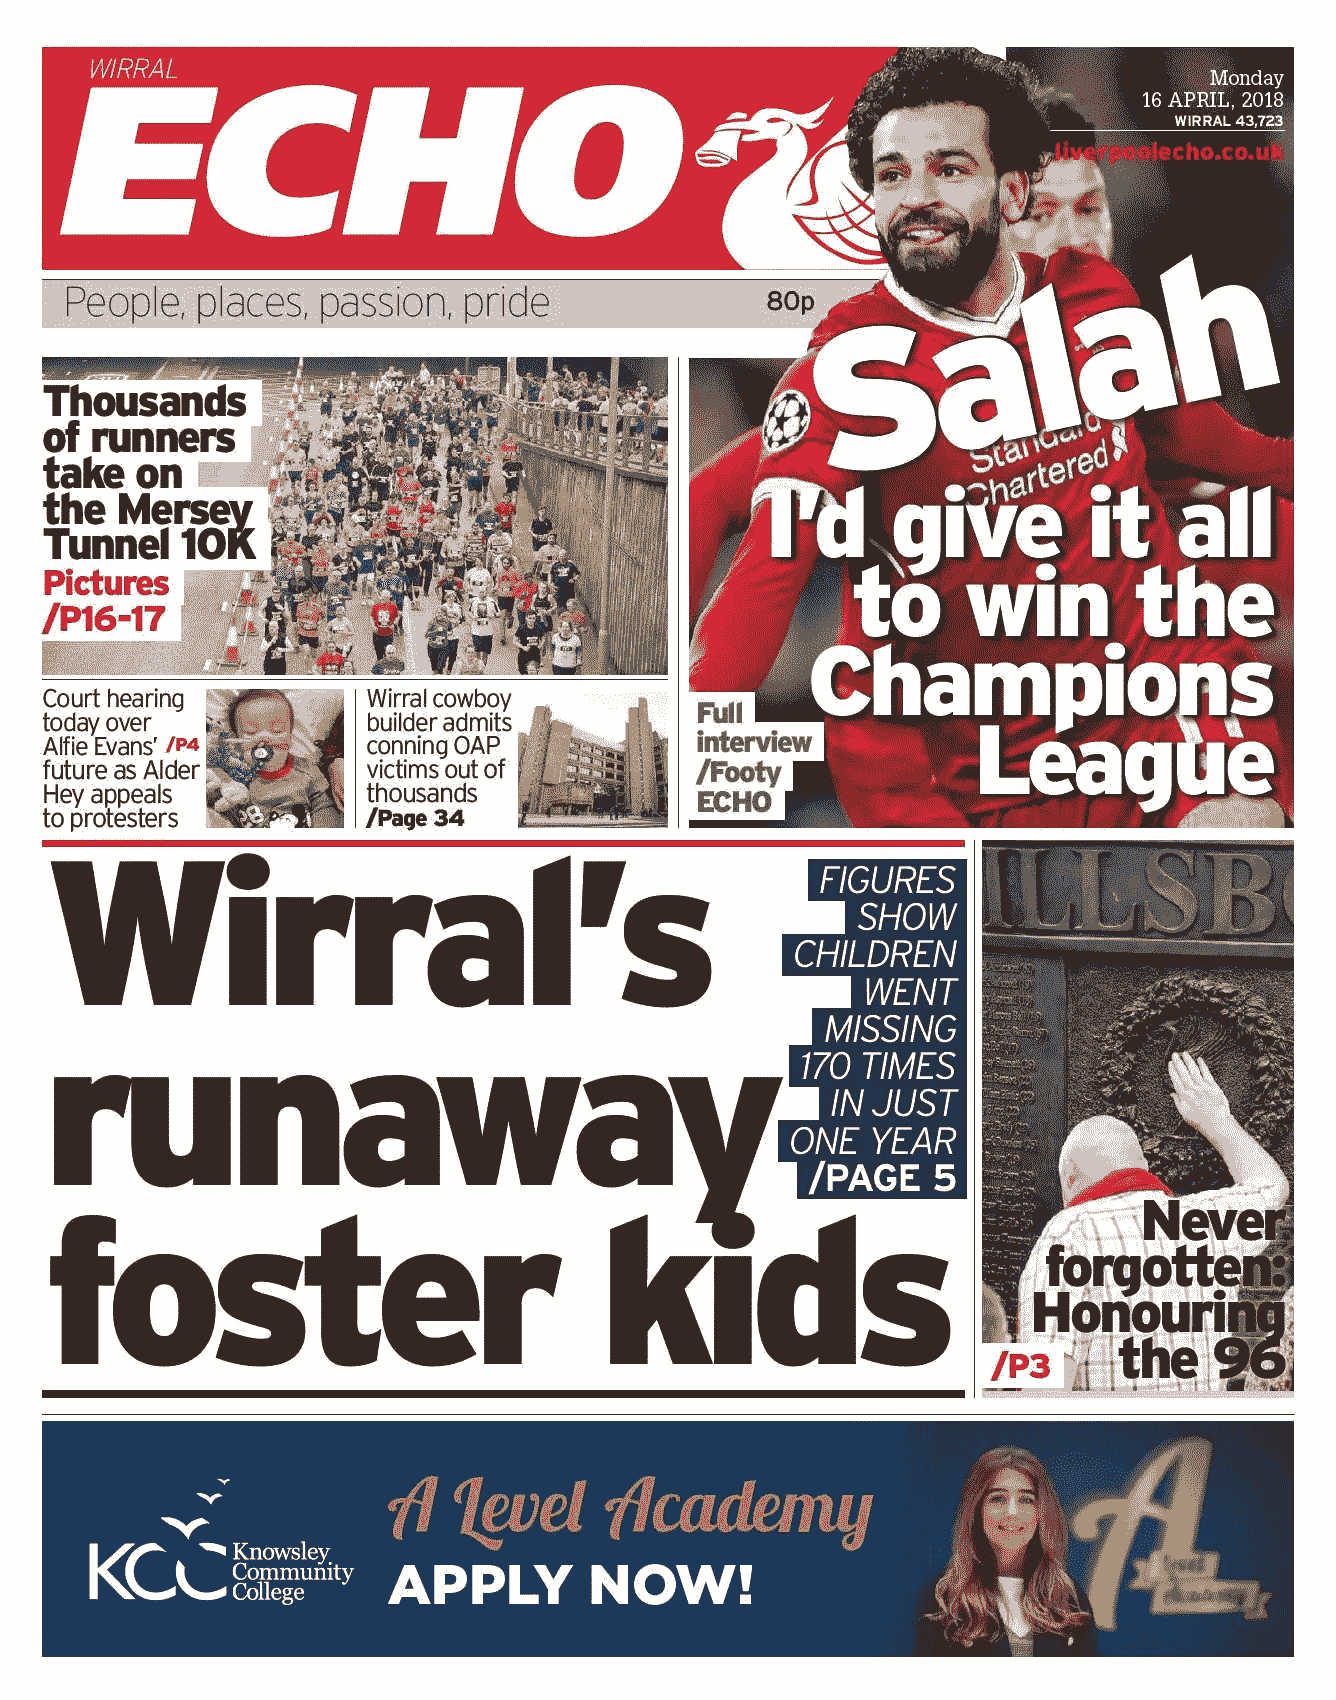 WIRRAL
ECHO
Monday
16 APRIL, 2018
WIRRAL 43,723
liverpoolecho.co.uk
People, places, passion, pride
80p
Thousands
of runners
take on
the Mersey
Tunnel 10K
Pictures
/P16-17
Salah
Standard
Chartered
I'd give it all
to win the
Champions
League
Full
interview
/Footy
ECHO
Court hearing
today over
Alfie Evans' /P4
future as Alder
Hey appeals
to protesters
Wirral cowboy
builder admits
conning OAP
victims out of
thousands
/Page 34
Wirral's
runaway
foster kids
FIGURES
SHOW
CHILDREN
WENT
MISSING
170 TIMES
IN JUST
ONE YEAR
/PAGE 5
ILLSBO
Never
forgotten:
Honouring
the 96
/P3
KCC Knowsley
Community
College
A Level Academy
APPLY NOW!
A
Level
Academy